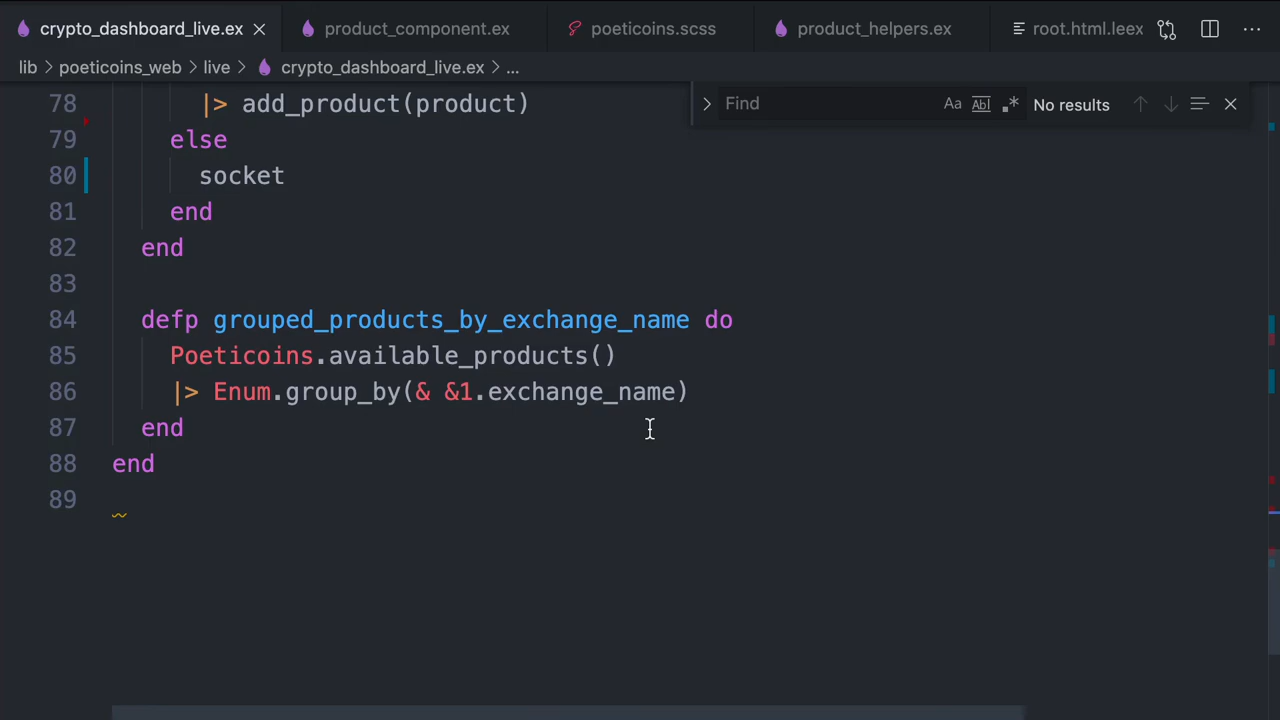 crypto_dashboard_live.ex product_component.ex poeticoins.scss product_helpers.ex root.html.leex
lib > poeticoins_web > live > crypto_dashboard_live.ex > ...
Find Aa Ab .* No results
78 |> add_product(product)
79 else
80 socket
81 end
82 end
83
84 defp grouped_products_by_exchange_name do
85 Poeticoins.available_products()
86 |> Enum.group_by(& &1.exchange_name)
87 end
88 end
89